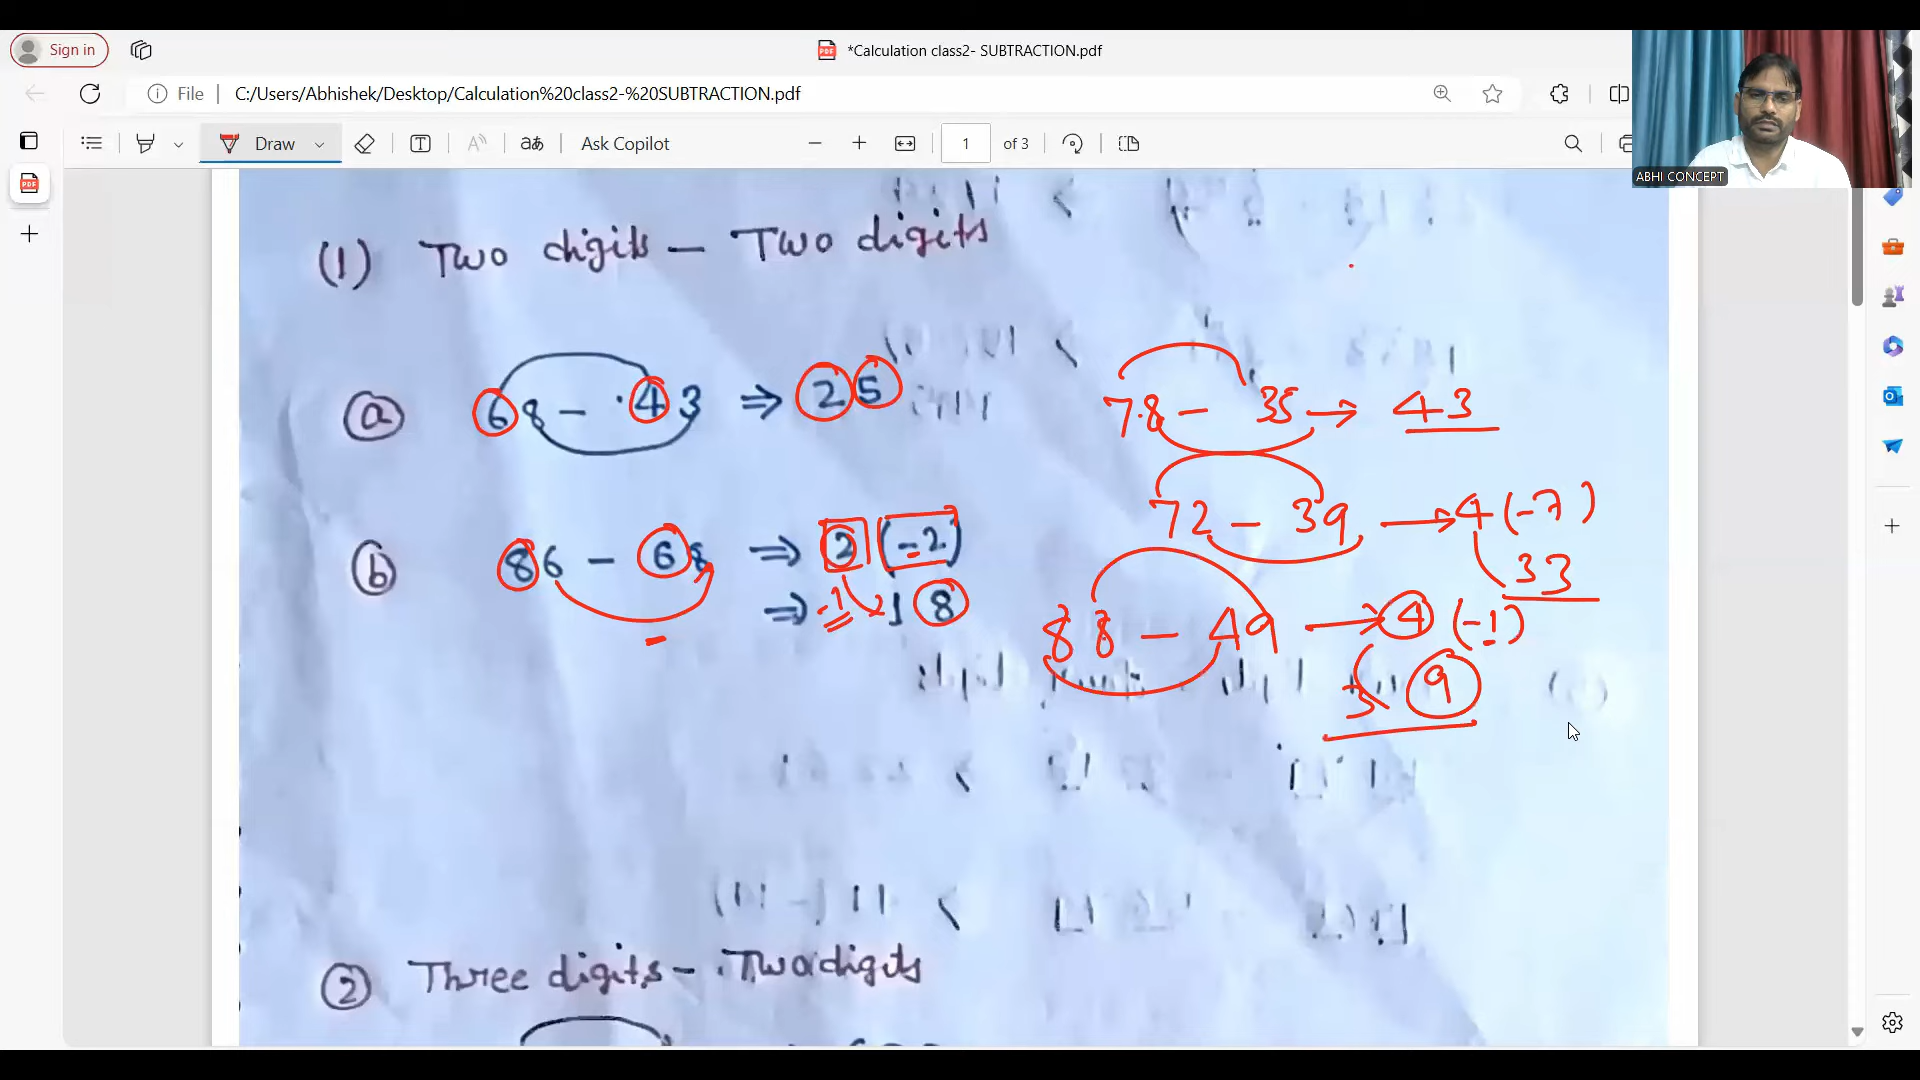 Sign in
*Calculation class2- SUBTRACTION.pdf
File
C:/Users/Abhishek/Desktop/Calculation%20class2-%20SUBTRACTION.pdf
Draw
Ask Copilot
1 of 3
ABHI CONCEPT
(1) Two digits – Two digits
(a) 68 – 43 ⇒ 25
78 – 35 → 43
72 – 39 → 4 (-7)
33
(b) 86 – 68 ⇒ 2 (-2)
⇒ -1 1 8
88 – 49 → 4 (-1)
3 9
(2) Three digits – Two digits